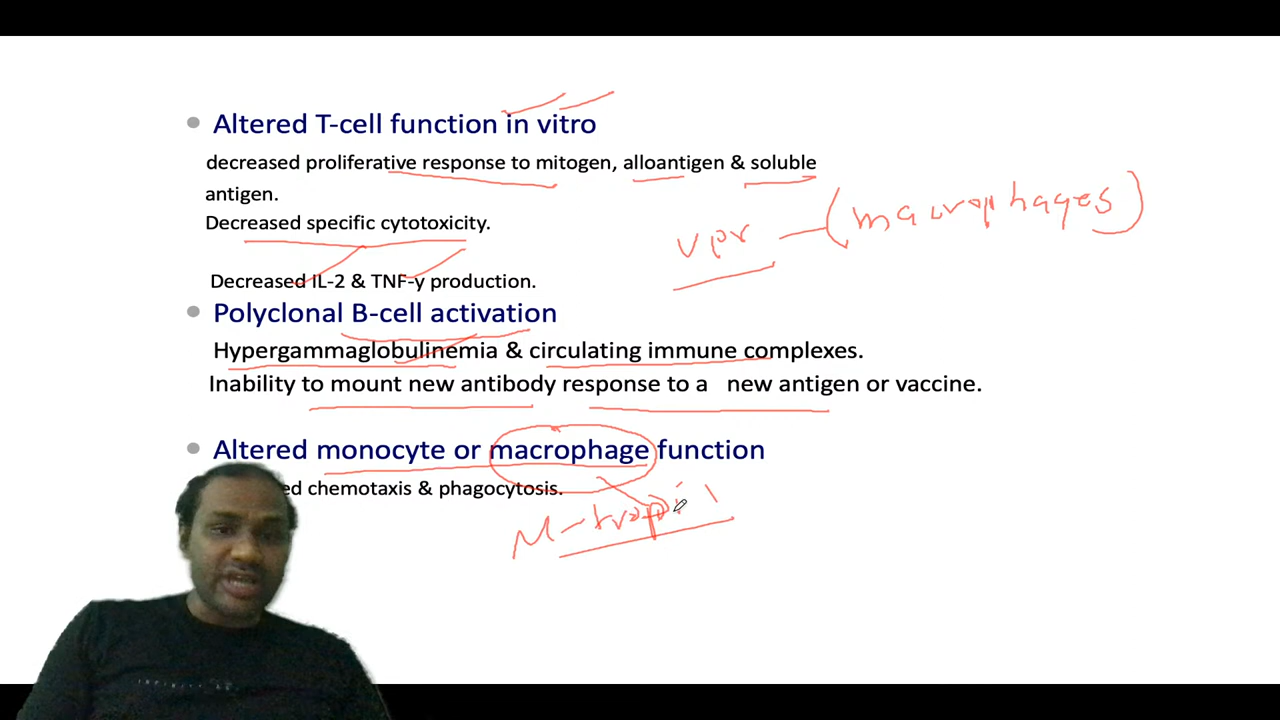 Altered T-cell function in vitro
decreased proliferative response to mitogen, alloantigen & soluble
antigen.
Decreased specific cytotoxicity.
vpr — (macrophages)
Decreased IL-2 & TNF-y production.
Polyclonal B-cell activation
Hypergammaglobulinemia & circulating immune complexes.
Inability to mount new antibody response to a new antigen or vaccine.
Altered monocyte or macrophage function
ed chemotaxis & phagocytosis.
M-tropi